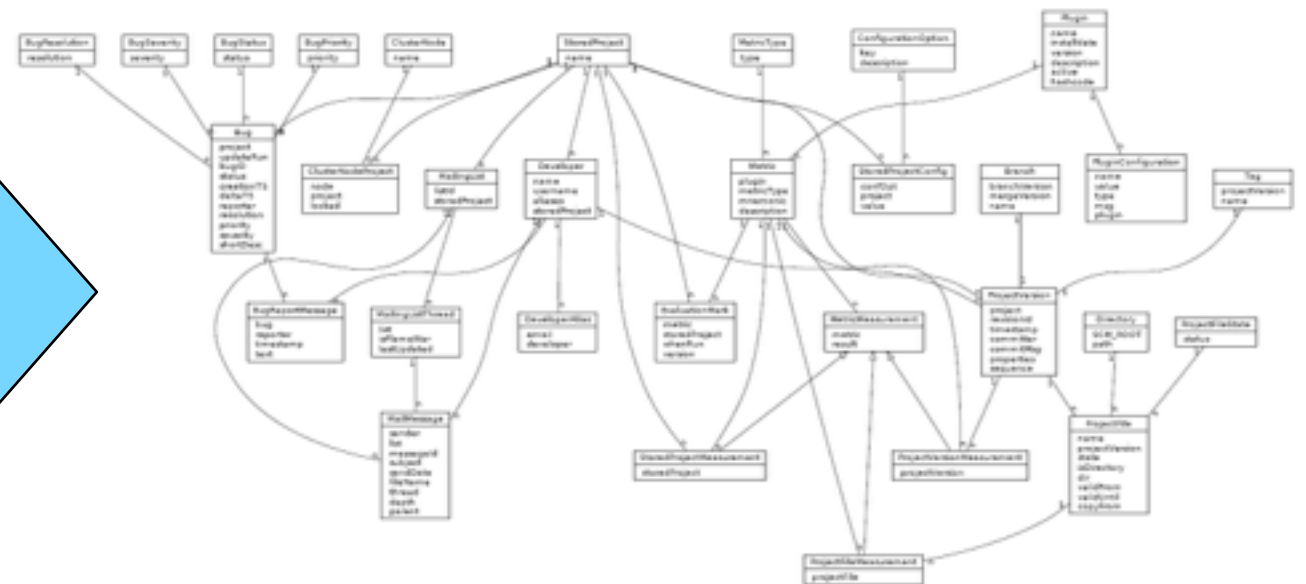 Plugin
name
installdate
version
description
active
hashcode
BugResolution
resolution
BugSeverity
severity
BugStatus
status
BugPriority
priority
ClusterNode
name
StoredProject
name
MetricType
type
ConfigurationOption
key
description
Bug
project
updateRun
bugID
status
creationTS
deltaTS
reporter
resolution
priority
severity
shortDesc
ClusterNodeProject
node
project
locked
MailingList
listId
storedProject
Developer
name
username
aliases
storedProject
Metric
plugin
metricType
mnemonic
description
StoredProjectConfig
confOpt
project
value
Branch
branchVersion
mergeVersion
name
PluginConfiguration
name
value
type
msg
plugin
Tag
projectVersion
name
BugReportMessage
bug
reporter
timestamp
text
MailingListThread
list
isFlameWar
lastUpdated
DeveloperAlias
email
developer
EvaluationMark
metric
storedProject
whenRun
version
MetricMeasurement
metric
result
ProjectVersion
project
revisionId
timestamp
committer
commitMsg
properties
sequence
Directory
path
ProjectFileState
status
MailMessage
sender
list
messageId
subject
sendDate
fileName
thread
depth
parent
StoredProjectMeasurement
storedProject
ProjectVersionMeasurement
projectVersion
ProjectFile
name
projectVersion
state
isDirectory
dir
validFrom
validUntil
copyFrom
ProjectFileMeasurement
projectFile